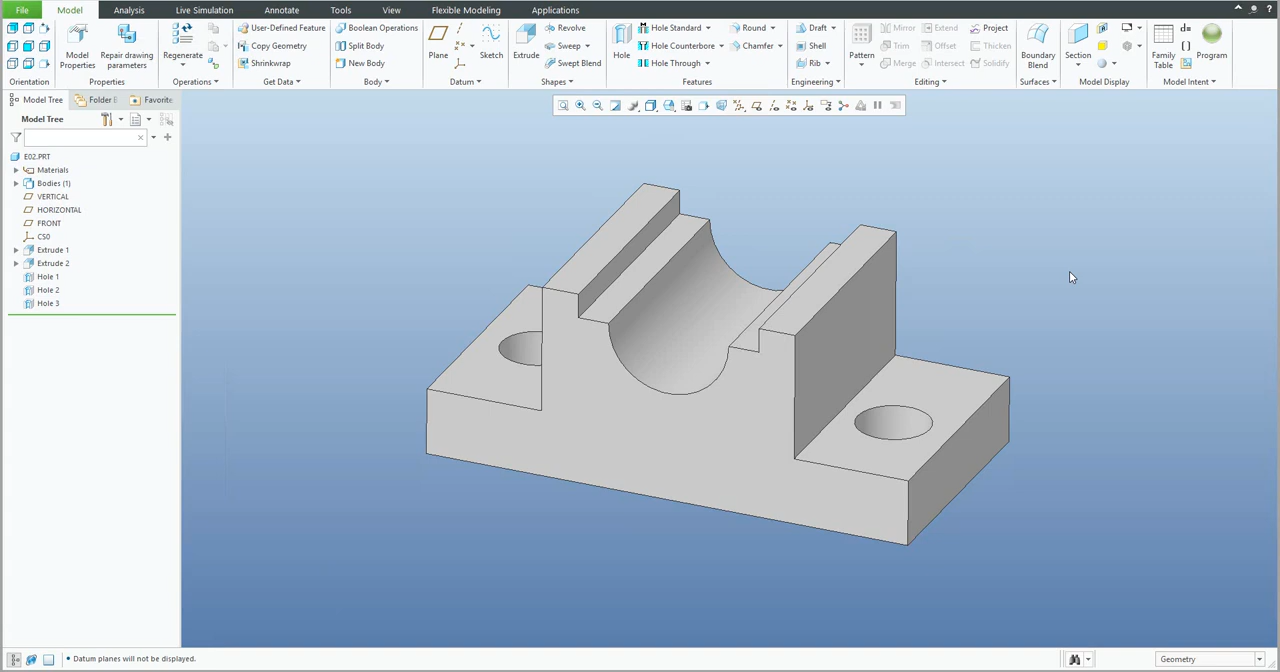 File Model Analysis Live Simulation Annotate Tools View Flexible Modeling Applications
Model Properties
Repair drawing parameters
Regenerate
User-Defined Feature
Copy Geometry
Shrinkwrap
Boolean Operations
Split Body
New Body
Plane
Sketch
Extrude
Revolve
Sweep
Swept Blend
Hole
Hole Standard
Hole Counterbore
Hole Through
Round
Chamfer
Draft
Shell
Rib
Pattern
Mirror
Trim
Merge
Extend
Offset
Intersect
Project
Thicken
Solidify
Boundary Blend
Section
Family Table
d=
Program
Orientation Properties Operations Get Data Body Datum Shapes Features Engineering Editing Surfaces Model Display Model Intent
Model Tree Folder E Favorite
Model Tree
E02.PRT
Materials
Bodies (1)
VERTICAL
HORIZONTAL
FRONT
CS0
Extrude 1
Extrude 2
Hole 1
Hole 2
Hole 3
• Datum planes will not be displayed.
Geometry